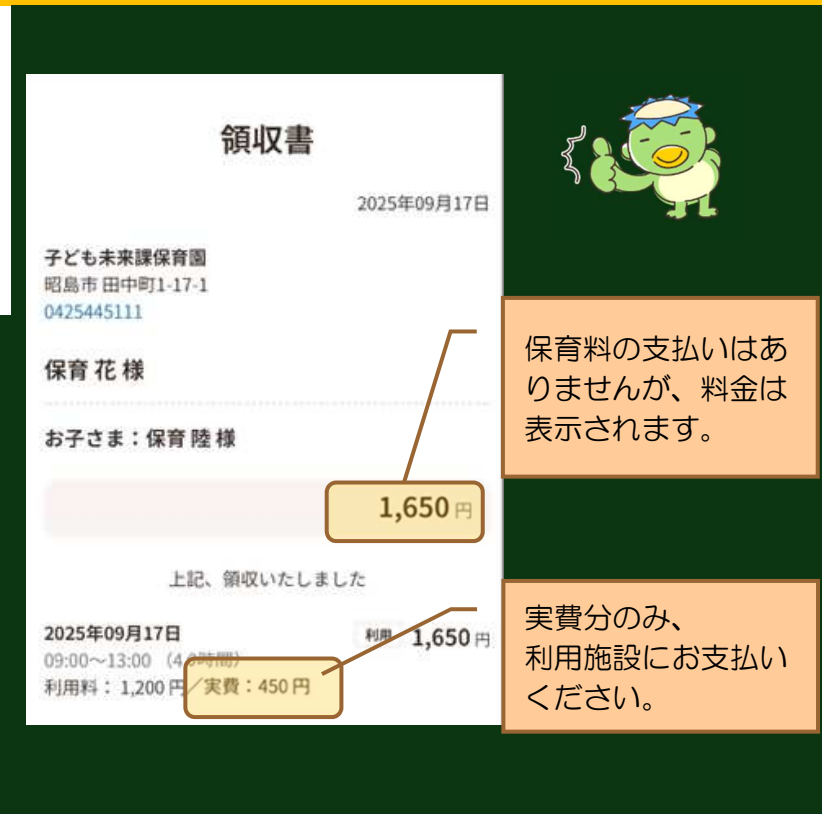 領収書
2025年09月17日
子ども未来課保育園
昭島市 田中町1-17-1
0425445111
保育 花 様
お子さま：保育 陸 様
1,650 円
上記、領収いたしました
2025年09月17日
利用 1,650 円
09:00～13:00 （4.0時間）
利用料： 1,200 円／実費：450 円
保育料の支払いはあ
りませんが、料金は
表示されます。
実費分のみ、
利用施設にお支払い
ください。